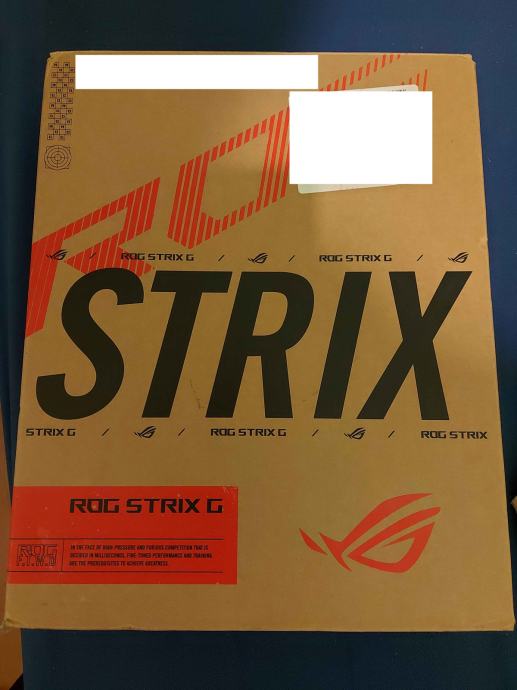 ROG
ROG STRIX G / / ROG STRIX G /
STRIX
STRIX G / / ROG STRIX G / / ROG STRIX
ROG STRIX G
ROG
IN THE FACE OF HIGH-PRESSURE AND FURIOUS COMPETITION THAT IS
DECIDED IN MILLISECONDS, FINE-TUNED PERFORMANCE AND TRAINING
ARE THE PREREQUISITES TO ACHIEVE GREATNESS.